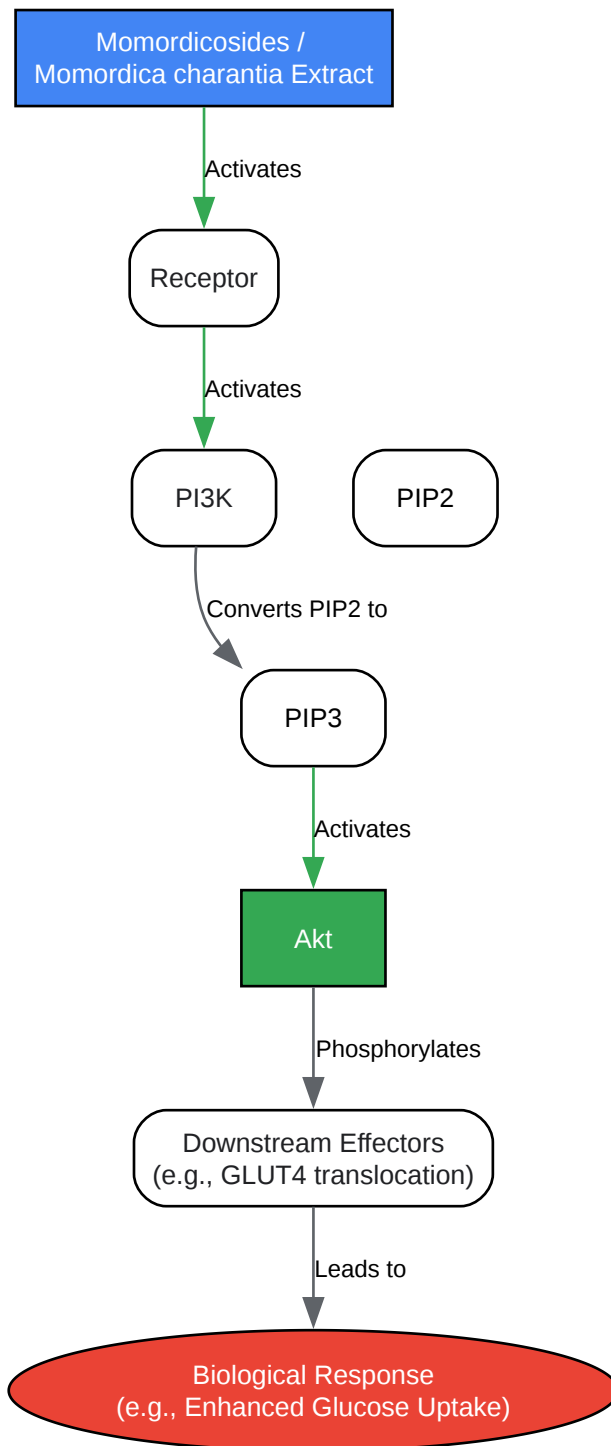 Momordicosides /
Momordica charantia Extract
Activates
Receptor
Activates
PI3K
PIP2
Converts PIP2 to
PIP3
Activates
Akt
Phosphorylates
Downstream Effectors
(e.g., GLUT4 translocation)
Leads to
Biological Response
(e.g., Enhanced Glucose Uptake)